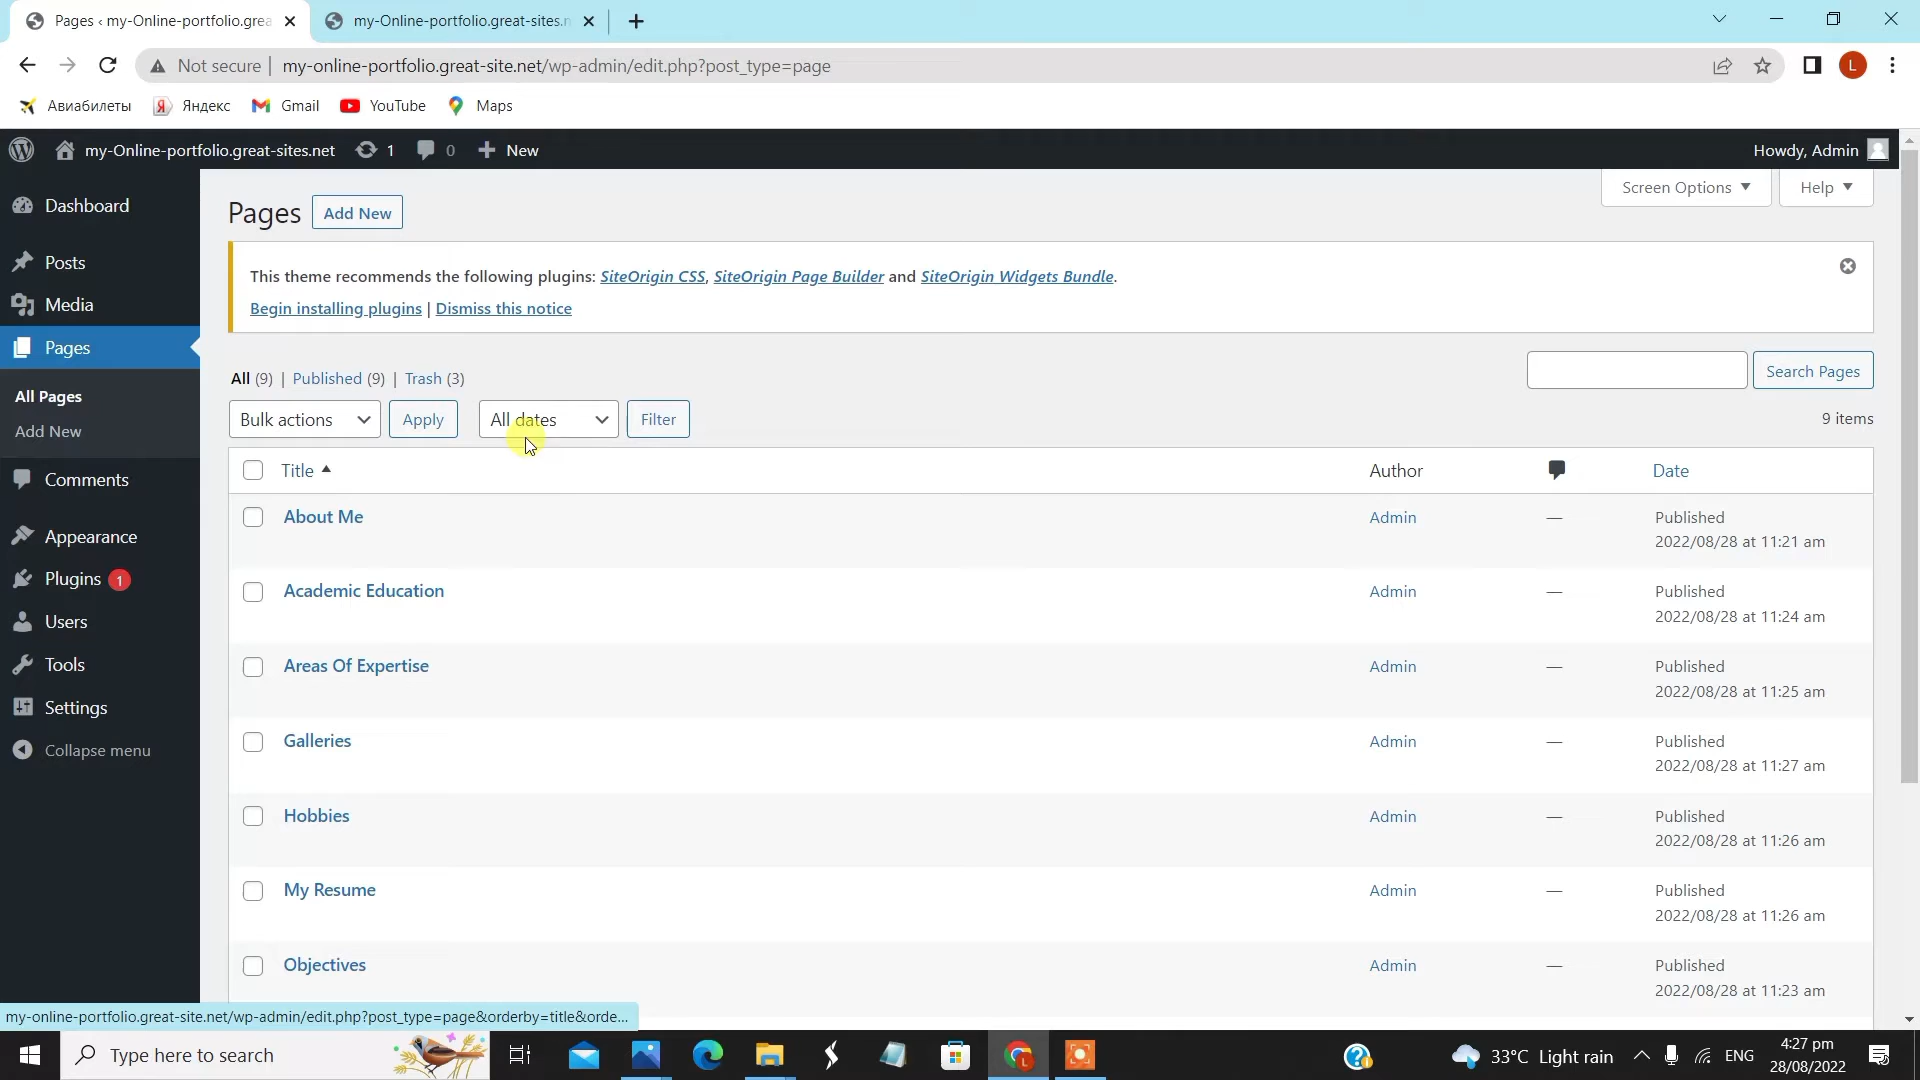 Pages ‹ my-Online-portfolio.grea
my-Online-portfolio.great-sites.n
Not secure
my-online-portfolio.great-site.net/wp-admin/edit.php?post_type=page
L
Авиабилеты
Яндекс
Gmail
YouTube
Maps
my-Online-portfolio.great-sites.net
1
0
New
Howdy, Admin
Dashboard
Posts
Media
Pages
All Pages
Add New
Comments
Appearance
Plugins 1
Users
Tools
Settings
Collapse menu
Screen Options
Help
Pages
Add New
This theme recommends the following plugins: SiteOrigin CSS, SiteOrigin Page Builder and SiteOrigin Widgets Bundle.
Begin installing plugins | Dismiss this notice
All (9) | Published (9) | Trash (3)
Search Pages
Bulk actions
Apply
All dates
Filter
9 items
Title
Author
Date
About Me
Admin
—
Published
2022/08/28 at 11:21 am
Academic Education
Admin
—
Published
2022/08/28 at 11:24 am
Areas Of Expertise
Admin
—
Published
2022/08/28 at 11:25 am
Galleries
Admin
—
Published
2022/08/28 at 11:27 am
Hobbies
Admin
—
Published
2022/08/28 at 11:26 am
My Resume
Admin
—
Published
2022/08/28 at 11:26 am
Objectives
Admin
—
Published
2022/08/28 at 11:23 am
my-online-portfolio.great-site.net/wp-admin/edit.php?post_type=page&orderby=title&orde...
Type here to search
33°C Light rain
ENG
4:27 pm
28/08/2022